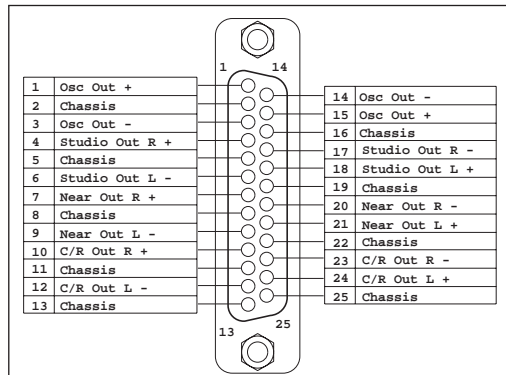 1 14
1 Osc Out +
2 Chassis
3 Osc Out -
4 Studio Out R +
5 Chassis
6 Studio Out L -
7 Near Out R +
8 Chassis
9 Near Out L -
10 C/R Out R +
11 Chassis
12 C/R Out L -
13 Chassis
14 Osc Out -
15 Osc Out +
16 Chassis
17 Studio Out R -
18 Studio Out L +
19 Chassis
20 Near Out R -
21 Near Out L +
22 Chassis
23 C/R Out R -
24 C/R Out L +
25 Chassis
13 25